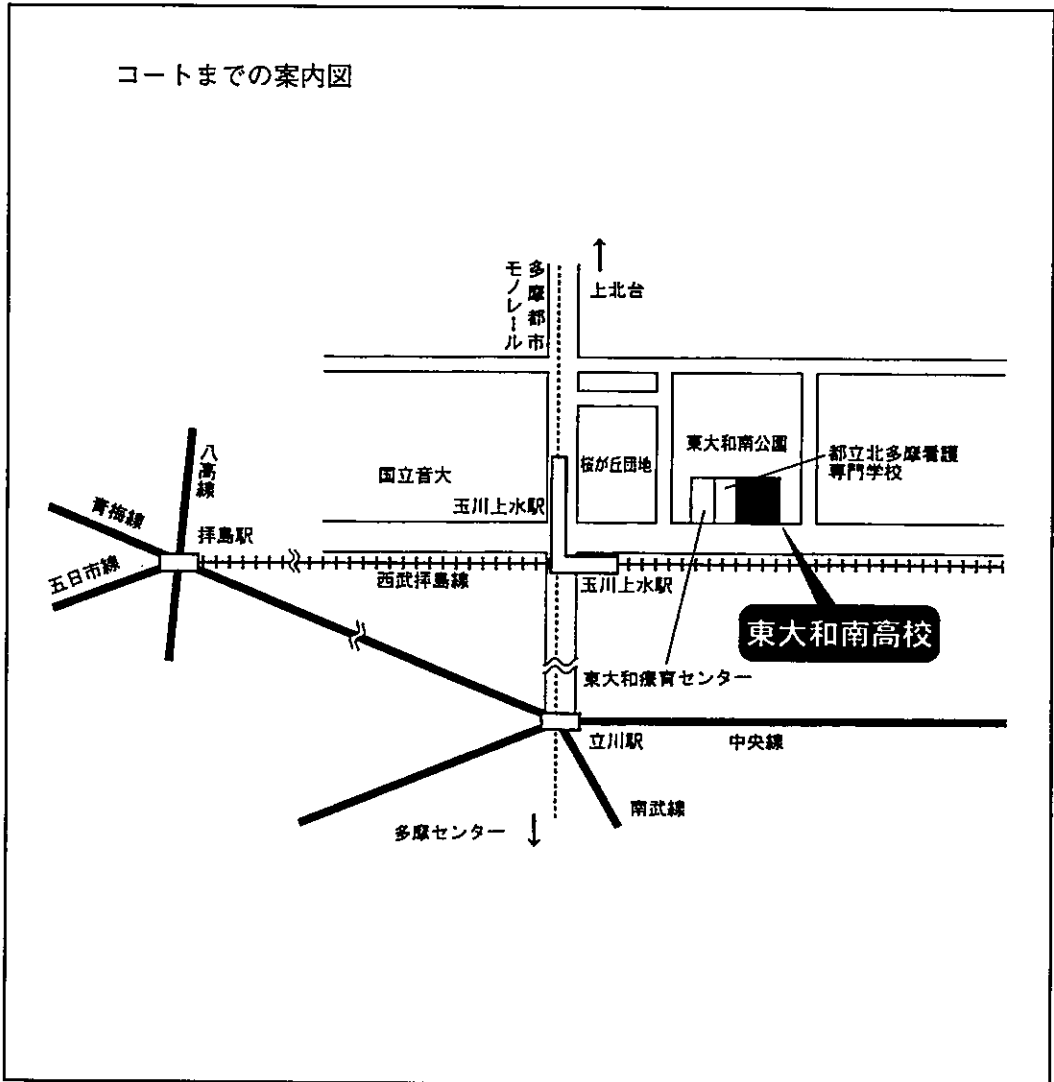 コートまでの案内図
多摩都市
モノレール
上北台
八高線
青梅線
五日市線
拝島駅
国立音大
玉川上水駅
桜が丘団地
東大和南公園
都立北多摩看護
専門学校
西武拝島線
玉川上水駅
東大和南高校
東大和療育センター
立川駅
中央線
南武線
多摩センター